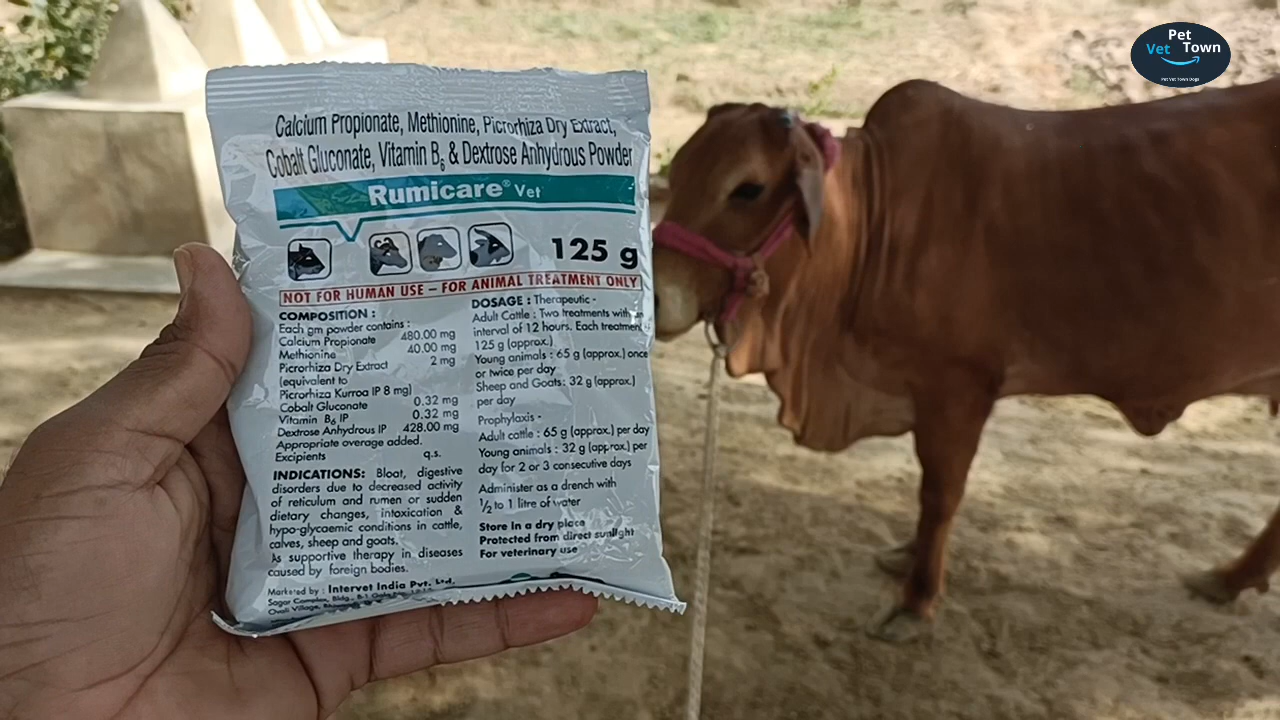 Pet
Vet Town
Pet Vet Town Dogs
Calcium Propionate, Methionine, Picrorhiza Dry Extract,
Cobalt Gluconate, Vitamin B₆ & Dextrose Anhydrous Powder
Rumicare® Vet
125 g
NOT FOR HUMAN USE – FOR ANIMAL TREATMENT ONLY
COMPOSITION :
Each gm powder contains :
Calcium Propionate 480.00 mg
Methionine 40.00 mg
Picrorhiza Dry Extract 2 mg
(equivalent to
Picrorhiza Kurroa IP 8 mg)
Cobalt Gluconate 0.32 mg
Vitamin B₆ IP 0.32 mg
Dextrose Anhydrous IP 428.00 mg
Appropriate overage added.
Excipients q.s.
INDICATIONS: Bloat, digestive
disorders due to decreased activity
of reticulum and rumen or sudden
dietary changes, intoxication &
hypo-glycaemic conditions in cattle,
calves, sheep and goats.
As supportive therapy in diseases
caused by foreign bodies.
Marketed by : Intervet India Pvt. Ltd.
Sagar Complex, Bldg.,
Ovali Village,
DOSAGE : Therapeutic -
Adult Cattle : Two treatments with an
interval of 12 hours. Each treatment
125 g (approx.)
Young animals : 65 g (approx.) once
or twice per day
Sheep and Goats: 32 g (approx.)
per day
Prophylaxis -
Adult cattle : 65 g (approx.) per day
Young animals : 32 g (approx.) per
day for 2 or 3 consecutive days
Administer as a drench with
1/2 to 1 litre of water
Store in a dry place
Protected from direct sunlight
For veterinary use